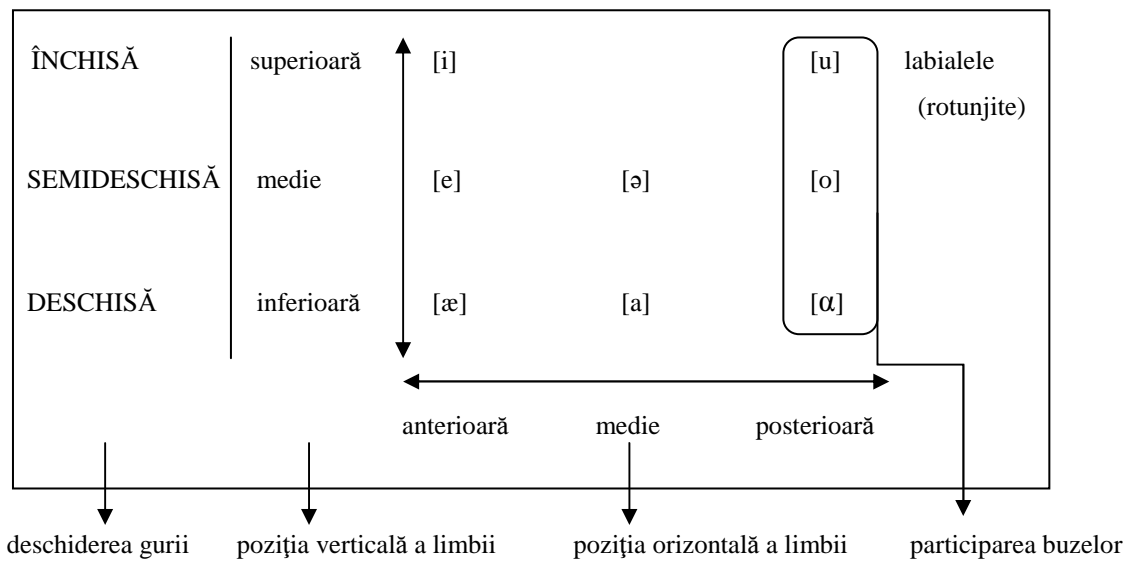 ÎNCHISĂ superioară [i] [u] labialele
(rotunjite)
SEMIDESCHISĂ medie [e] [ə] [o]
DESCHISĂ inferioară [æ] [a] [α]
anterioară medie posterioară
deschiderea gurii poziţia verticală a limbii poziţia orizontală a limbii participarea buzelor